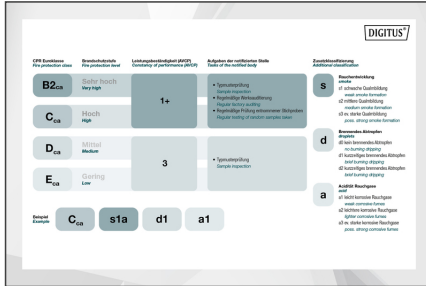 DIGITUS®
CPR Euroklasse
Fire protection class
Brandschutzstufe
Fire protection level
Leistungsbeständigkeit (AVCP)
Constancy of performance (AVCP)
Aufgaben der notifizierten Stelle
Tasks of the notified body
B2ca
Sehr hoch
Very high
Cca
Hoch
High
1+
• Typmusterprüfung
Sample inspection
• Regelmäßige Werksauditierung
Regular factory auditing
• Regelmäßige Prüfung entnommener Stichproben
Regular testing of random samples taken
Dca
Mittel
Medium
Eca
Gering
Low
3
• Typmusterprüfung
Sample inspection
Beispiel
Example
Cca
s1a
d1
a1
Zusatzklassifizierung
Additional classification
s
Rauchentwicklung
smoke
s1 schwache Qualmbildung
weak smoke formation
s2 mittlere Qualmbildung
medium smoke formation
s3 ev. starke Qualmbildung
poss. strong smoke formation
d
Brennendes Abtropfen
droplets
d0 kein brennendes Abtropfen
no burning dripping
d1 kurzzeitiges brennendes Abtropfen
brief burning dripping
d2 kurzzeitiges brennendes Abtropfen
brief burning dripping
a
Acidität Rauchgase
acid
a1 leicht korrosive Rauchgase
weak corrosive fumes
a2 leichtere korrosive Rauchgase
lighter corrosive fumes
a3 ev. starke korrosive Rauchgase
poss. strong corrosive fumes